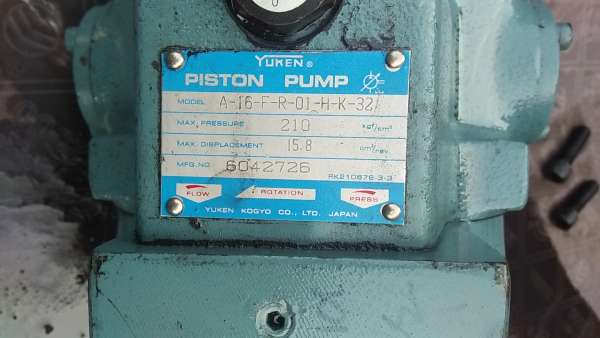 0
YUKEN ®
PISTON PUMP
MODEL A-16-F-R-01-H-K-32
MAX. PRESSURE 210 kgf/cm²
MAX. DISPLACEMENT 15.8 cm³/rev.
MFG.NO. 6042726
RK210676-3-3
FLOW ROTATION PRESS.
YUKEN KOGYO CO., LTD. JAPAN